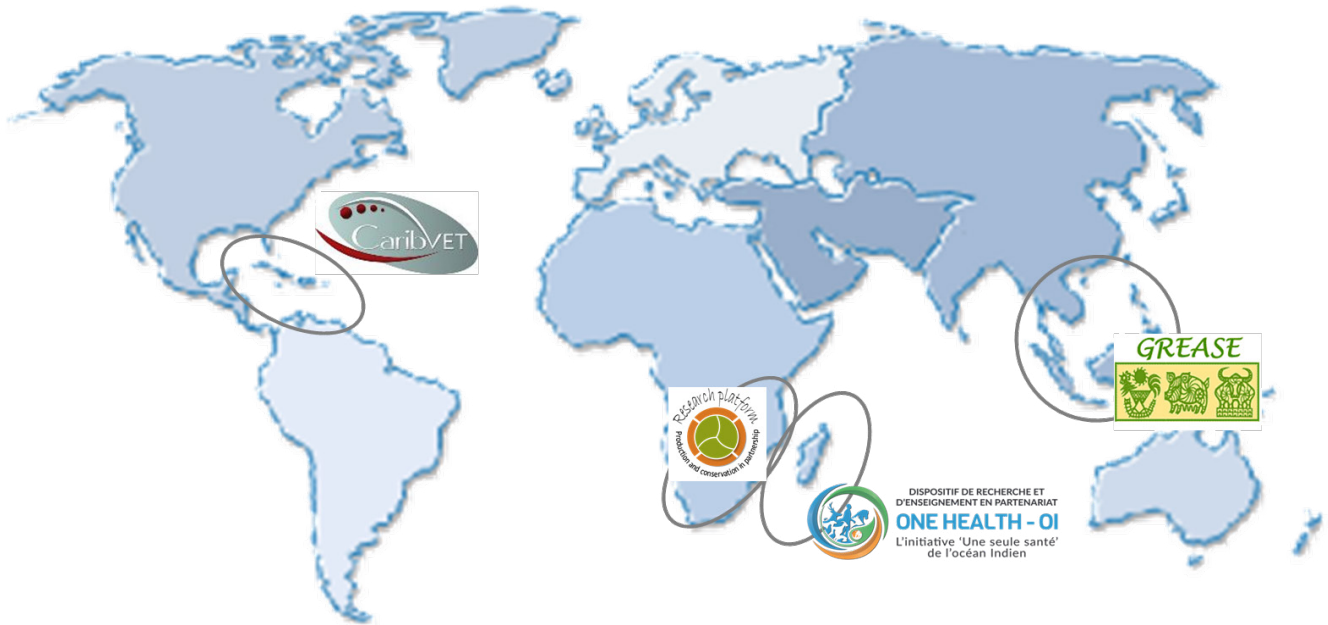 CaribVET
GREASE
Research platform
Production and conservation in partnership
DISPOSITIF DE RECHERCHE ET
D'ENSEIGNEMENT EN PARTENARIAT
ONE HEALTH - OI
L'initiative 'Une seule santé'
de l'océan Indien